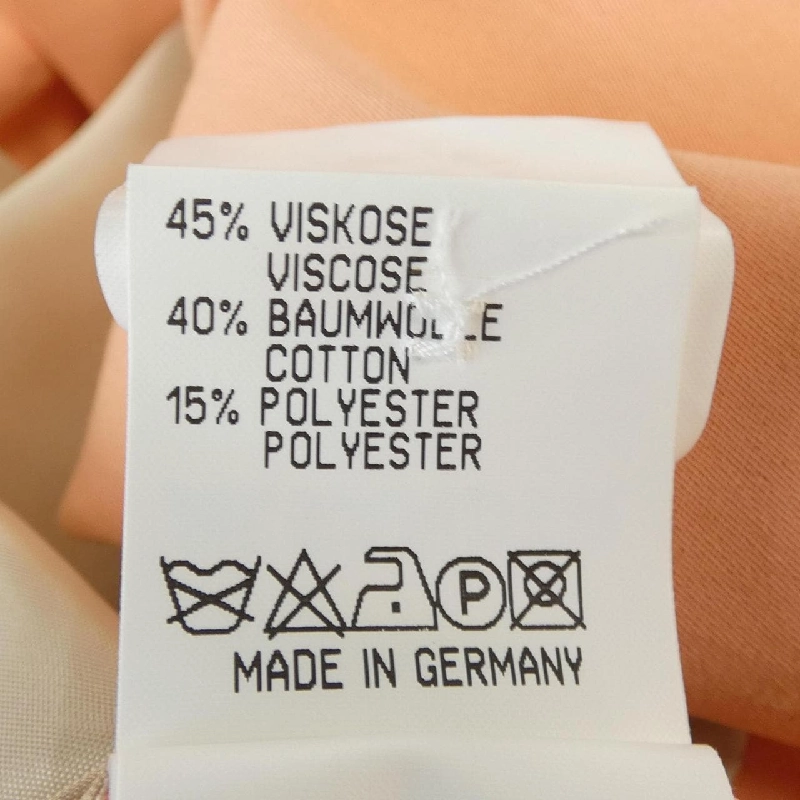 45% VISKOSE
VISCOSE
40% BAUMWOLLE
COTTON
15% POLYESTER
POLYESTER
P
MADE IN GERMANY